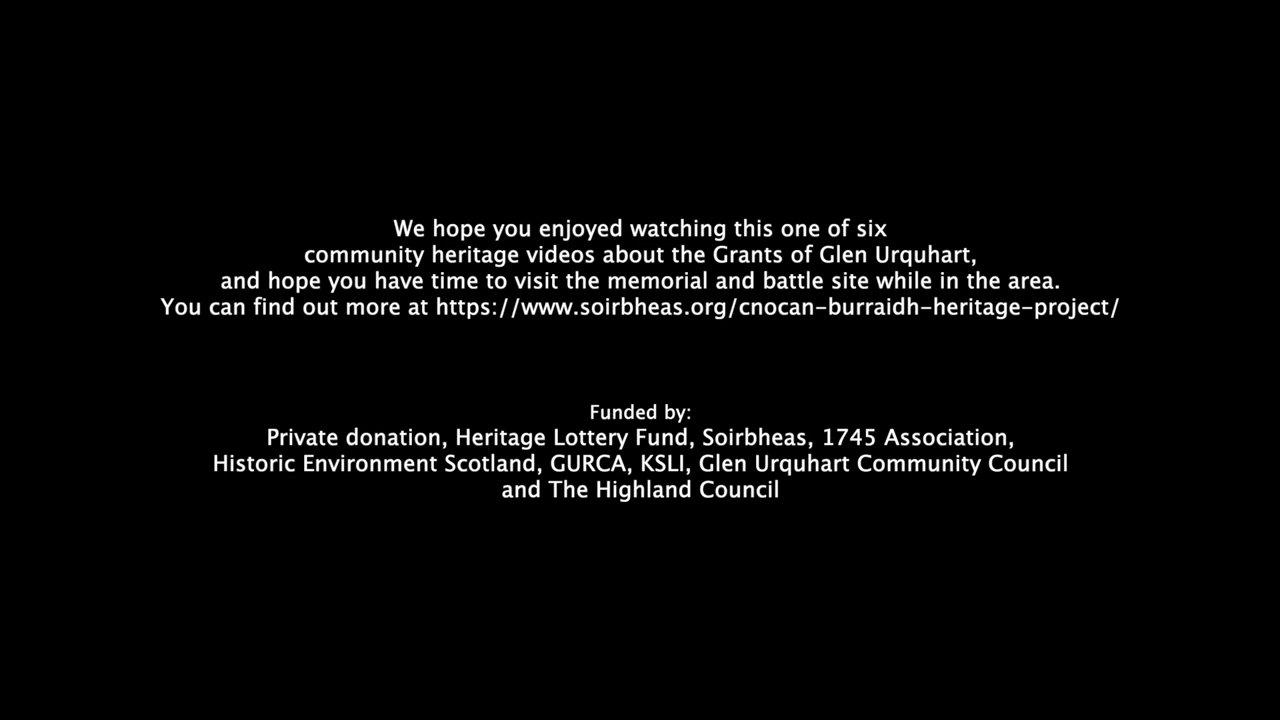 We hope you enjoyed watching this one of six
community heritage videos about the Grants of Glen Urquhart,
and hope you have time to visit the memorial and battle site while in the area.
You can find out more at https://www.soirbheas.org/cnocan-burraidh-heritage-project/
Funded by:
Private donation, Heritage Lottery Fund, Soirbheas, 1745 Association,
Historic Environment Scotland, GURCA, KSLI, Glen Urquhart Community Council
and The Highland Council